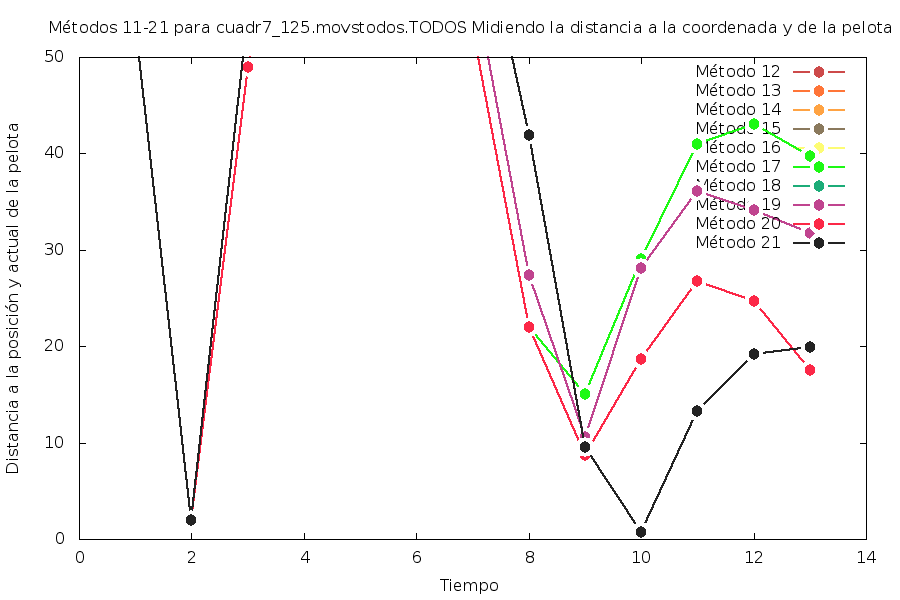 Métodos 11-21 para cuadr7_125.movstodos.TODOS Midiendo la distancia a la coordenada y de la pelota
Distancia a la posición y actual de la pelota
50
40
30
20
10
0
Método 12
Método 13
Método 14
Método 15
Método 16
Método 17
Método 18
Método 19
Método 20
Método 21
0 2 4 6 8 10 12 14
Tiempo